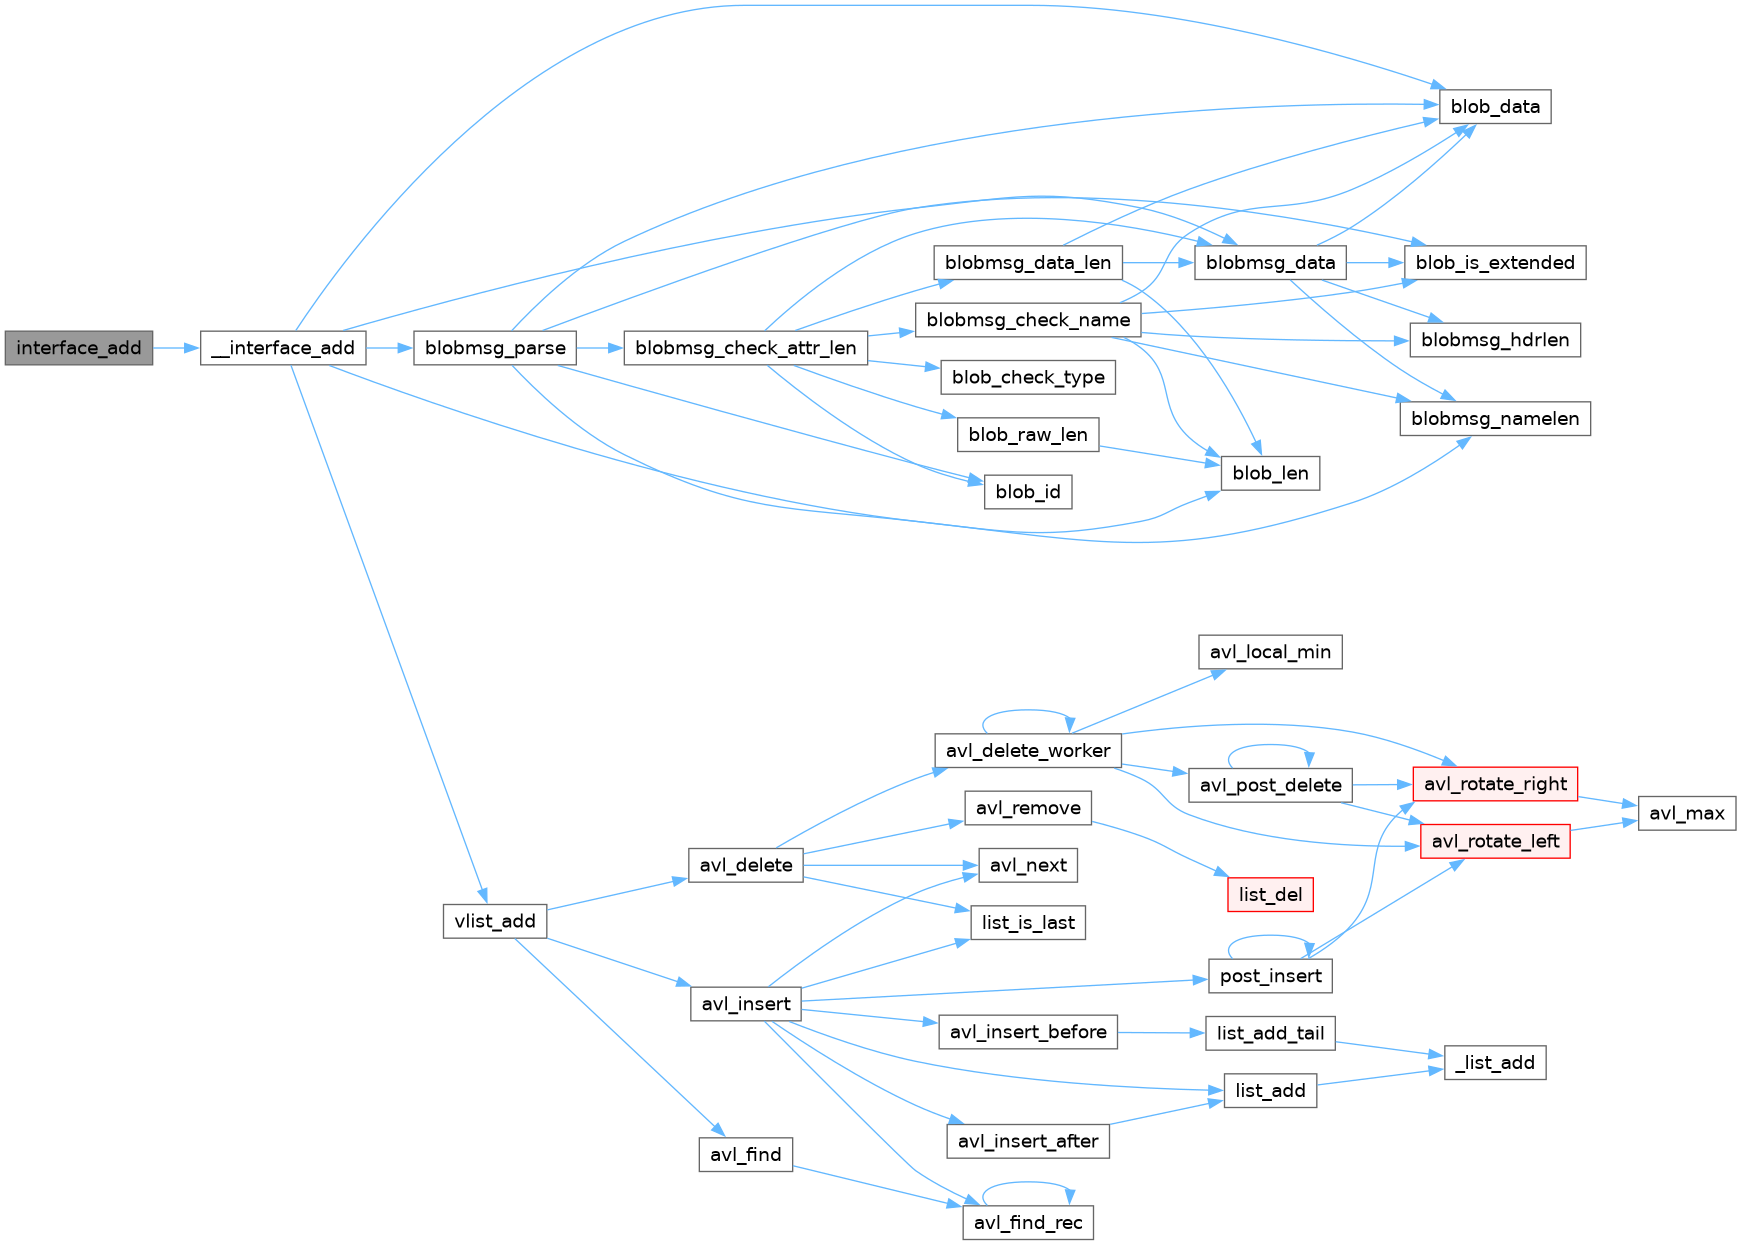 interface_add
__interface_add
blobmsg_parse
blobmsg_check_attr_len
blobmsg_data_len
blobmsg_check_name
blob_check_type
blob_raw_len
blob_id
blobmsg_data
blob_len
blob_data
blob_is_extended
blobmsg_hdrlen
blobmsg_namelen
vlist_add
avl_delete
avl_insert
avl_find
avl_delete_worker
avl_remove
avl_next
list_is_last
avl_insert_before
avl_insert_after
avl_find_rec
avl_local_min
avl_post_delete
list_del
post_insert
list_add_tail
list_add
avl_rotate_right
avl_rotate_left
_list_add
avl_max